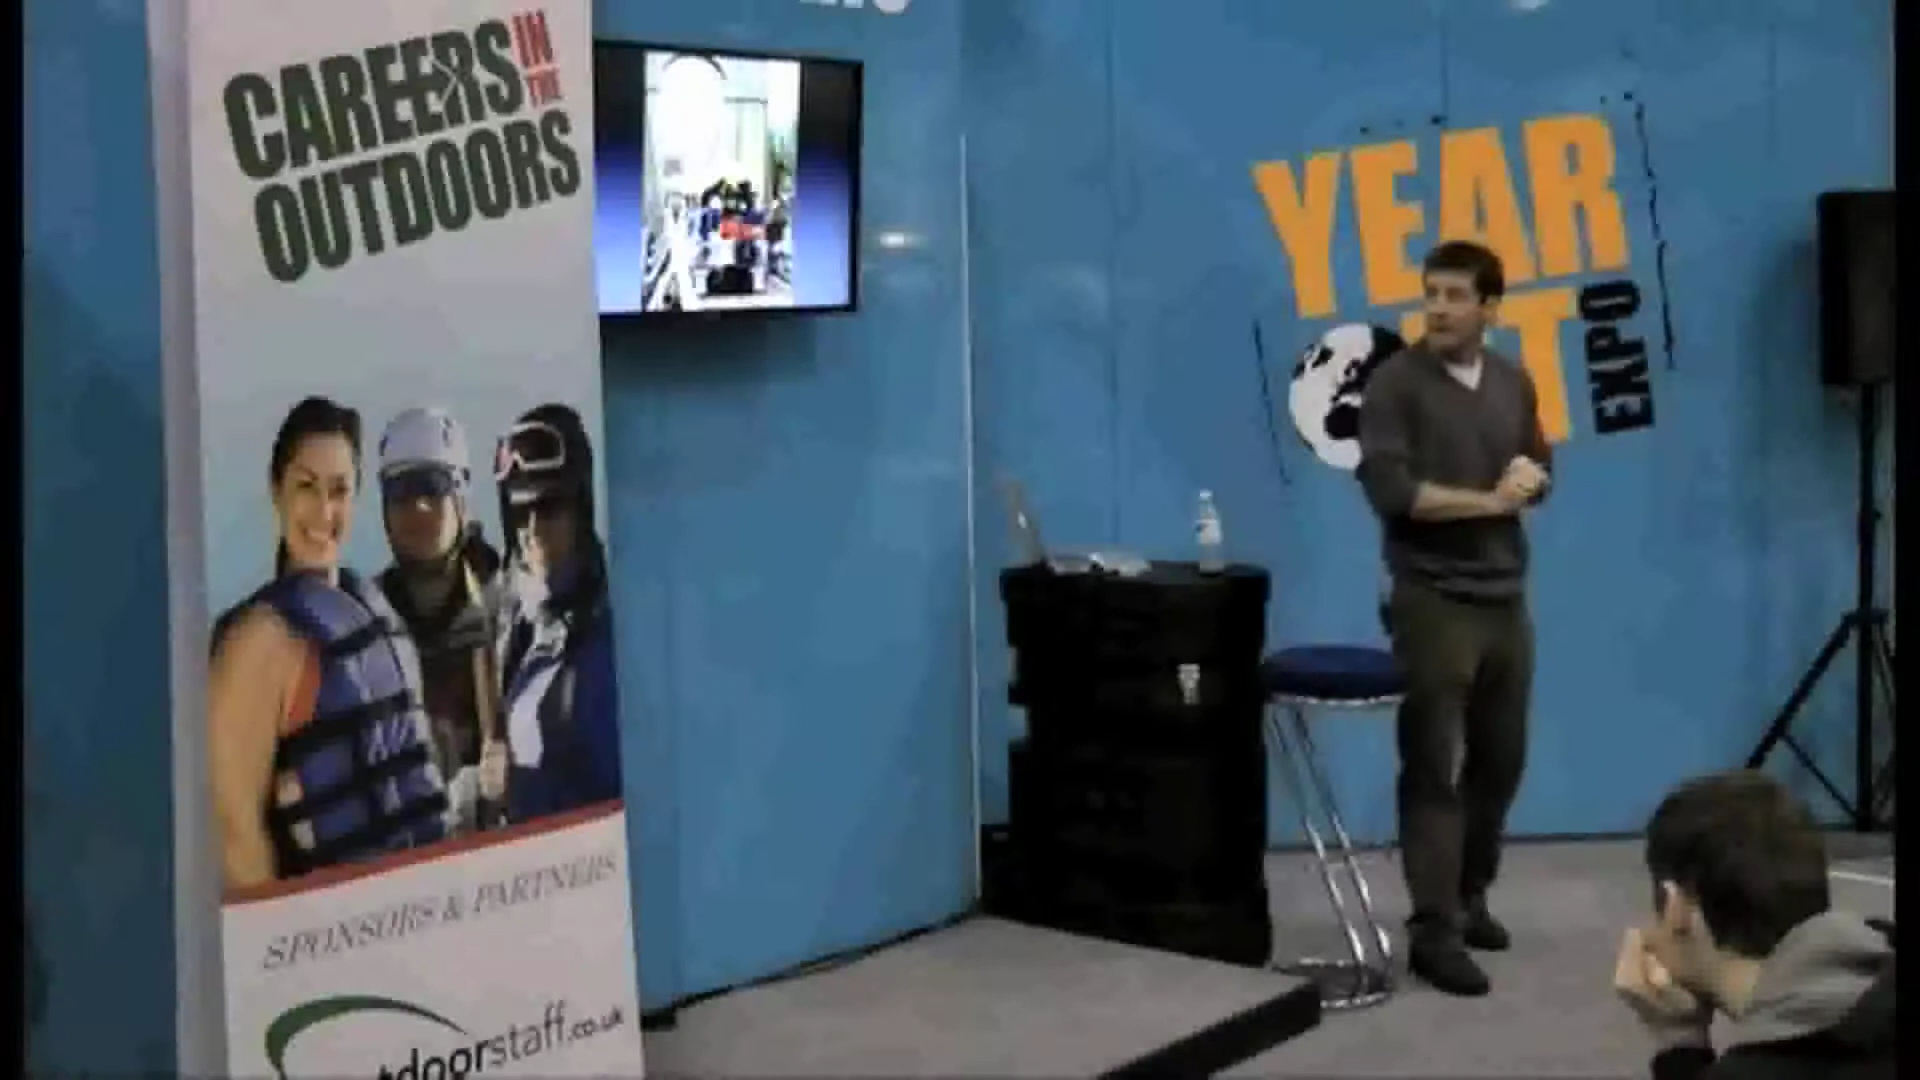 CAREERS IN THE
OUTDOORS
SPONSORS & PARTNERS
tdoorstaff.co.uk
YEAR
EXPO